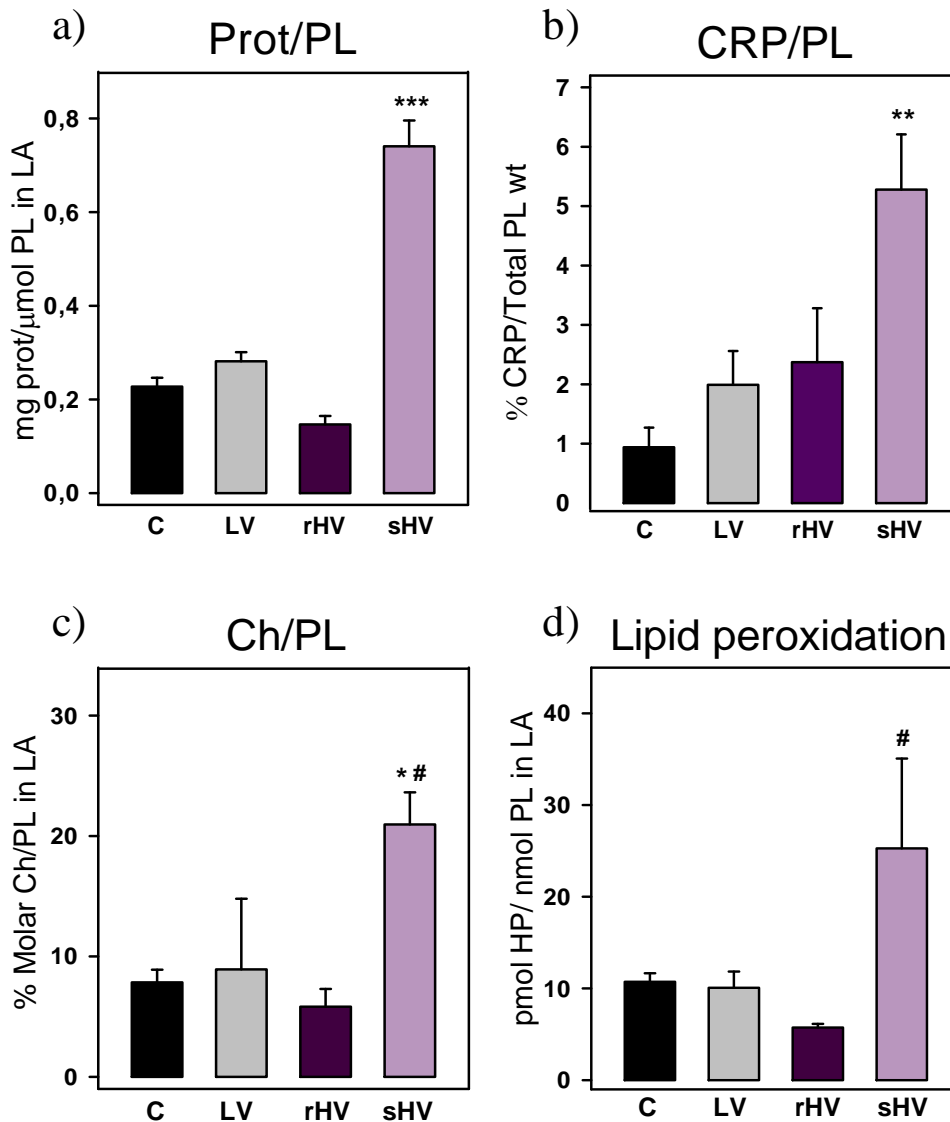 a)
Prot/PL
mg prot/μmol PL in LA
0,8
0,6
0,4
0,2
0,0
***
C LV rHV sHV
b)
CRP/PL
% CRP/Total PL wt
7
6
5
4
3
2
1
0
**
C LV rHV sHV
c)
Ch/PL
% Molar Ch/PL in LA
30
20
10
0
* #
C LV rHV sHV
d)
Lipid peroxidation
pmol HP/ nmol PL in LA
40
30
20
10
0
#
C LV rHV sHV